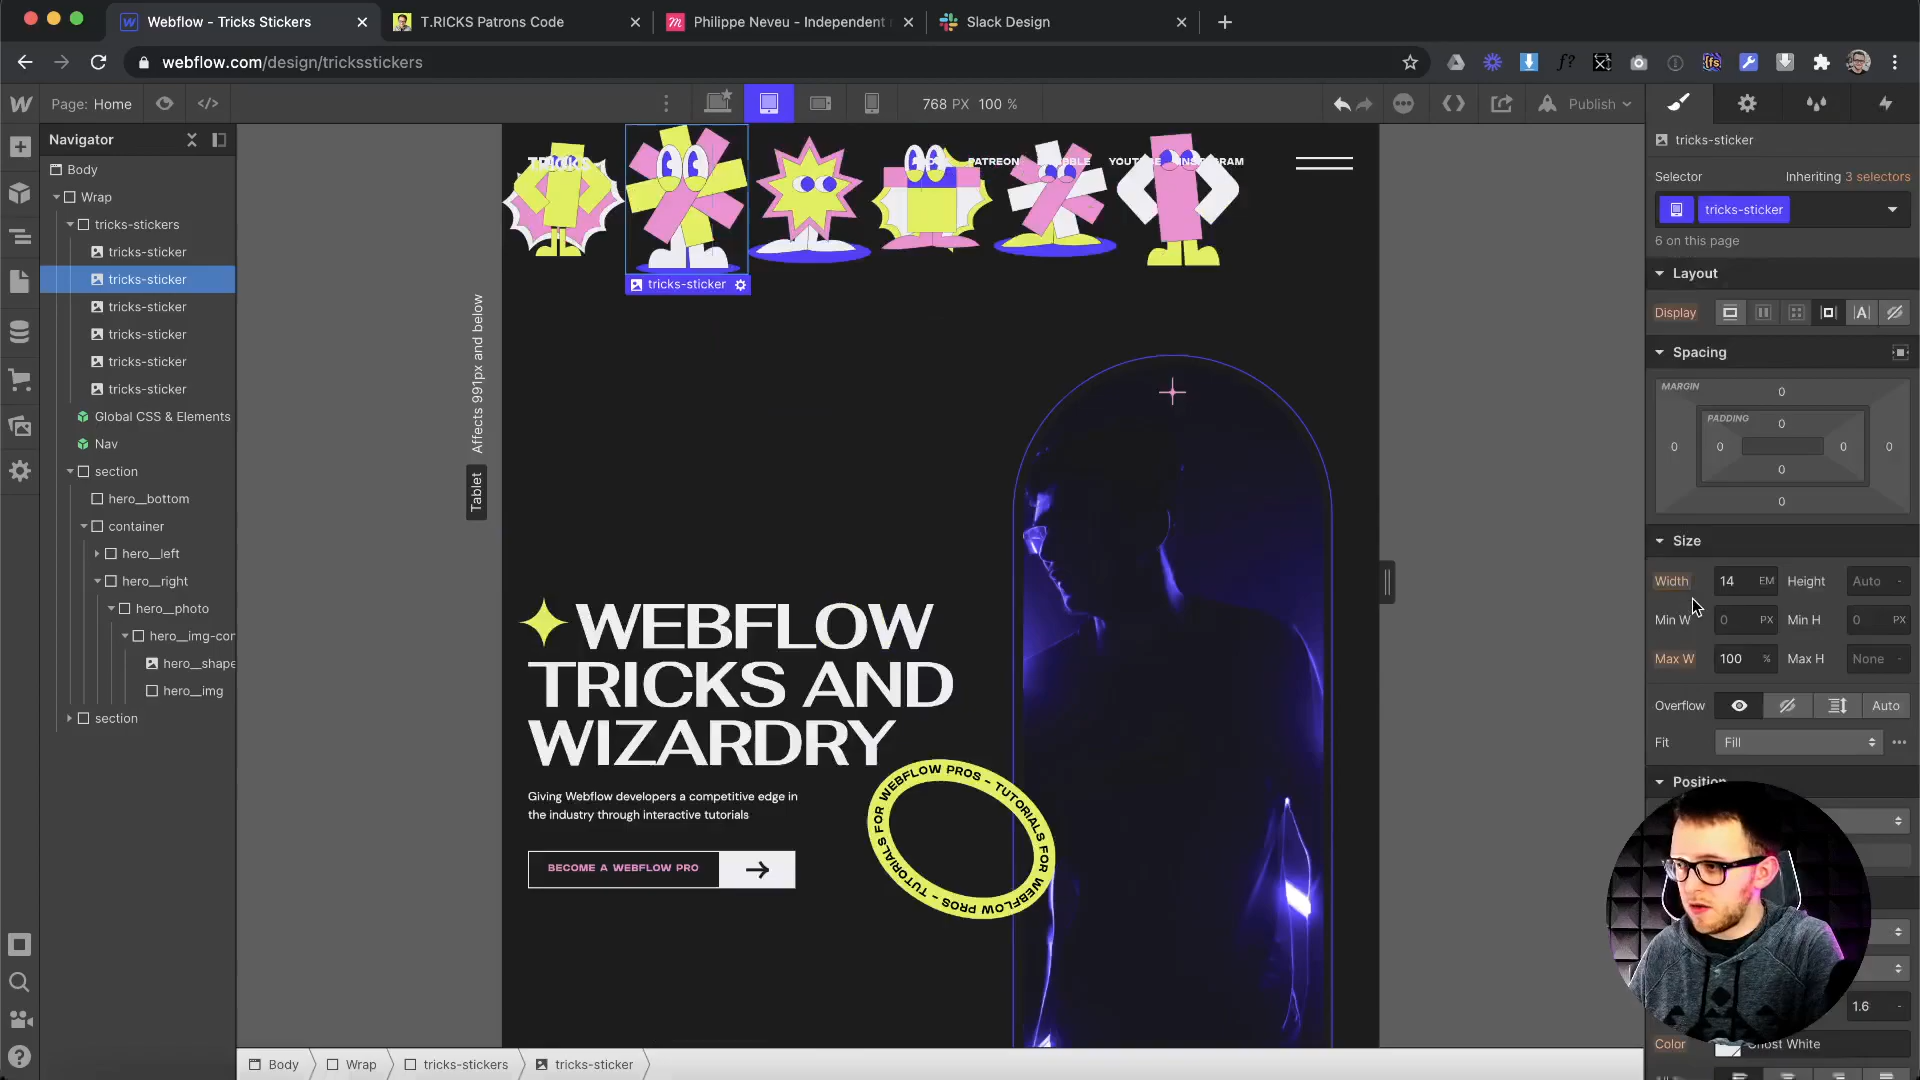 Webflow - Tricks Stickers
T.RICKS Patrons Code
Philippe Neveu - Independent
Slack Design
webflow.com/design/tricksstickers
f?
Page: Home
768 PX 100 %
Publish
Navigator
Body
Wrap
tricks-stickers
tricks-sticker
tricks-sticker
tricks-sticker
tricks-sticker
tricks-sticker
tricks-sticker
Global CSS & Elements
Nav
section
hero__bottom
container
hero__left
hero__right
hero__photo
hero__img-con
hero__shape
hero__img
section
Affects 991px and below
Tablet
PATREON
tricks-sticker
WEBFLOW
TRICKS AND
WIZARDRY
Giving Webflow developers a competitive edge in
the industry through interactive tutorials
BECOME A WEBFLOW PRO
TUTORIALS FOR WEBFLOW PROS - TUTORIALS FOR WEBFLOW PROS -
tricks-sticker
Selector
Inheriting 3 selectors
tricks-sticker
6 on this page
Layout
Display
Spacing
MARGIN
0
PADDING
0
0 0 0 0
0
0
Size
Width 14 EM Height Auto -
Min W 0 PX Min H 0 PX
Max W 100 % Max H None -
Overflow Auto
Fit Fill
Position
1.6 -
Color
Body
Wrap
tricks-stickers
tricks-sticker